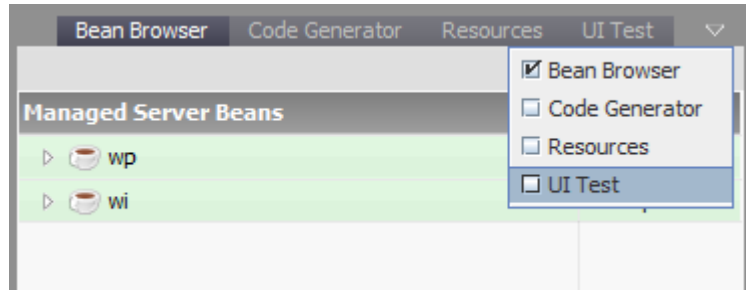 Bean Browser Code Generator Resources UI Test
Bean Browser
Managed Server Beans
Code Generator
Resources
wp
UI Test
wi